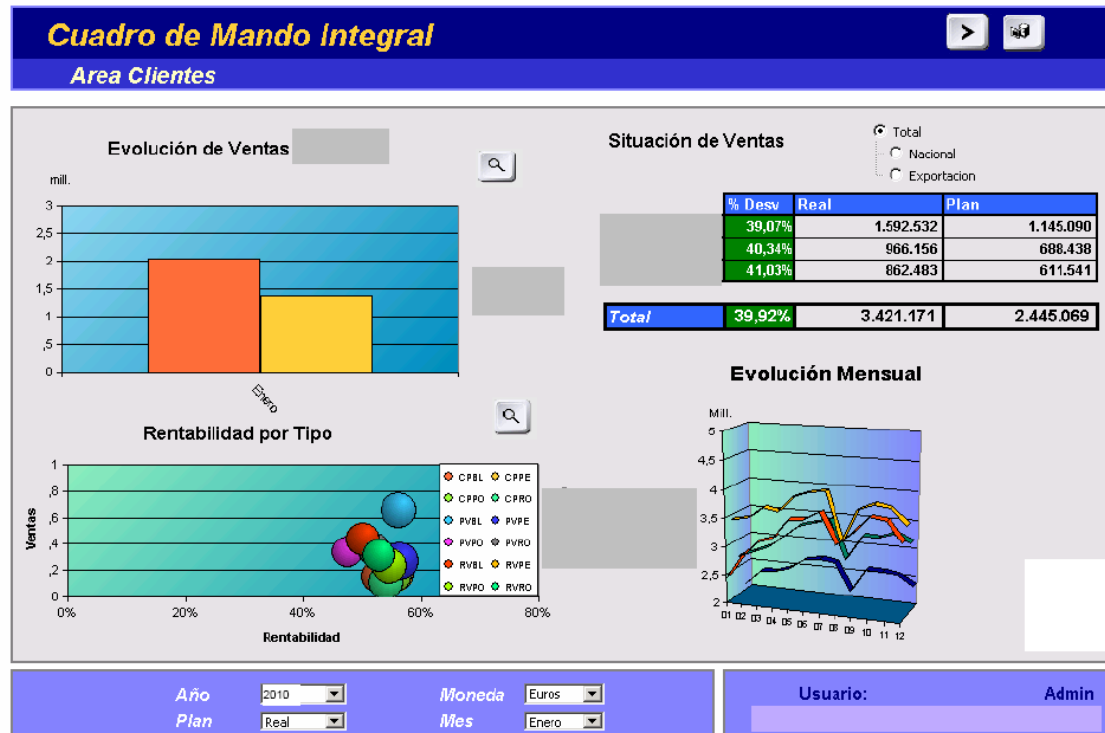 Cuadro de Mando Integral
>
Area Clientes
Evolución de Ventas
mill.
3
2,5
2
1,5
1
,5
0
Enero
Situación de Ventas
Total
Nacional
Exportacion
% Desv Real Plan
39,07% 1.592.532 1.145.090
40,34% 966.156 688.438
41,03% 862.483 611.541
Total 39,92% 3.421.171 2.445.069
Rentabilidad por Tipo
Ventas
1
,8
,6
,4
,2
0
0% 20% 40% 60% 80%
Rentabilidad
CPBL CPPE
CPPO CPRO
PVBL PVPE
PVPO PVRO
RVBL RVPE
RVPO RVRO
Evolución Mensual
Mill.
5
4,5
4
3,5
3
2,5
2
01 02 03 04 05 06 07 08 09 10 11 12
Año 2010 Moneda Euros
Plan Real Mes Enero
Usuario: Admin